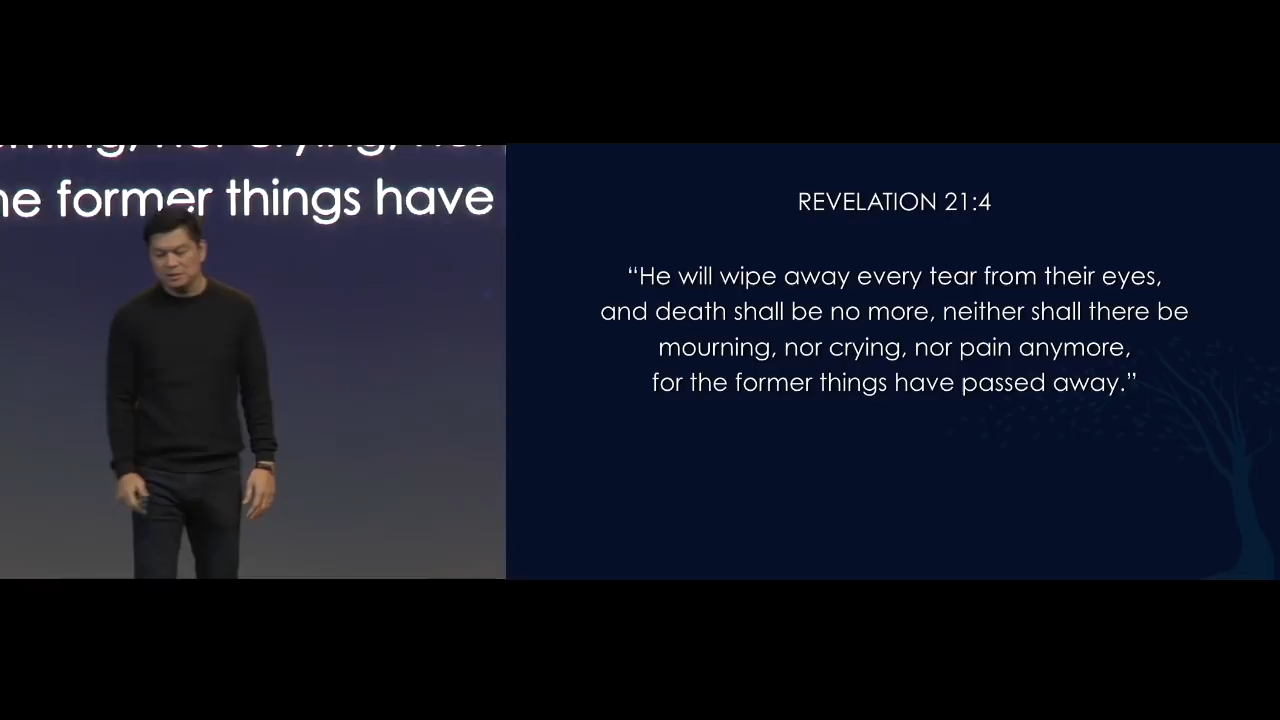 the former things have
REVELATION 21:4
“He will wipe away every tear from their eyes,
and death shall be no more, neither shall there be
mourning, nor crying, nor pain anymore,
for the former things have passed away.”